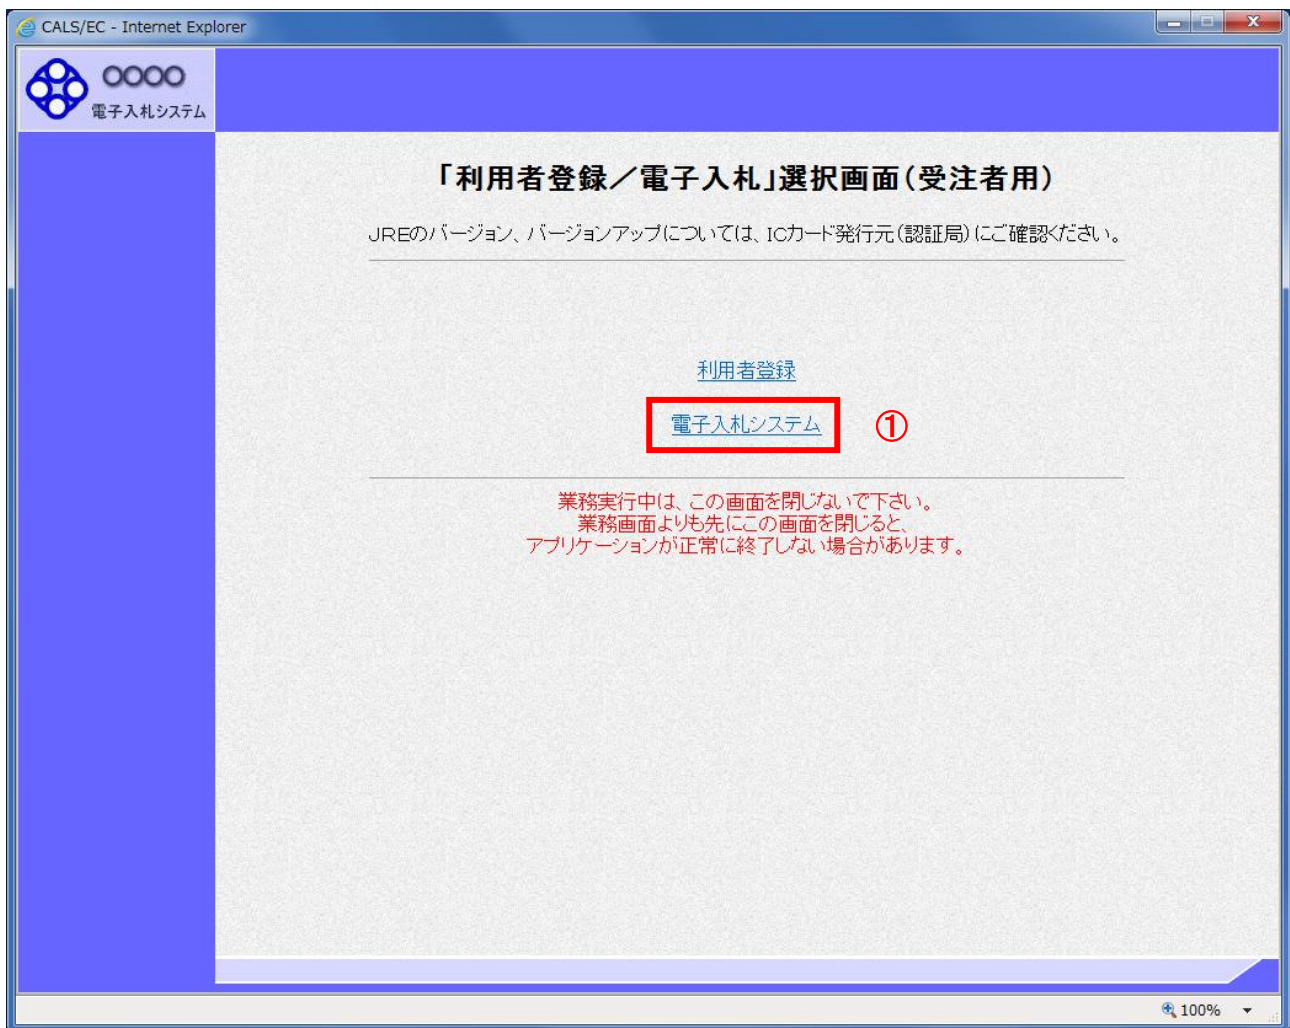 CALS/EC - Internet Explorer
〇〇〇〇
電子入札システム
「利用者登録／電子入札」選択画面(受注者用)
JREのバージョン、バージョンアップについては、ICカード発行元(認証局)にご確認ください。
利用者登録
電子入札システム
①
業務実行中は、この画面を閉じないで下さい。
業務画面よりも先にこの画面を閉じると、
アプリケーションが正常に終了しない場合があります。
100%